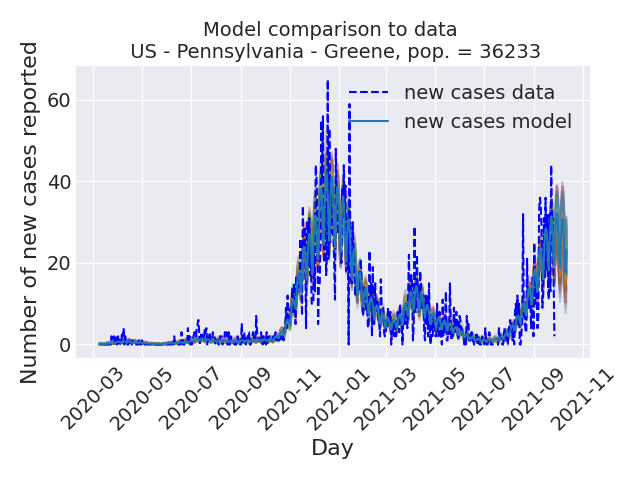 Model comparison to data
US - Pennsylvania - Greene, pop. = 36233
Number of new cases reported
60
40
20
0
new cases data
new cases model
2020-03
2020-05
2020-07
2020-09
2020-11
2021-01
2021-03
2021-05
2021-07
2021-09
2021-11
Day